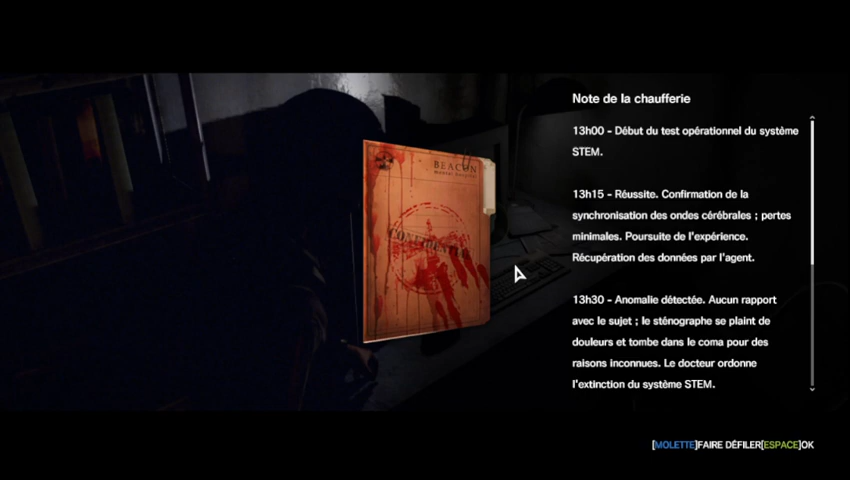 Note de la chaufferie
13h00 - Début du test opérationnel du système
STEM.
13h15 - Réussite. Confirmation de la
synchronisation des ondes cérébrales ; pertes
minimales. Poursuite de l'expérience.
Récupération des données par l'agent.
13h30 - Anomalie détectée. Aucun rapport
avec le sujet ; le sténographe se plaint de
douleurs et tombe dans le coma pour des
raisons inconnues. Le docteur ordonne
l'extinction du système STEM.
BEACON
CONFIDENTIAL
[MOLETTE]FAIRE DÉFILER[ESPACE]OK